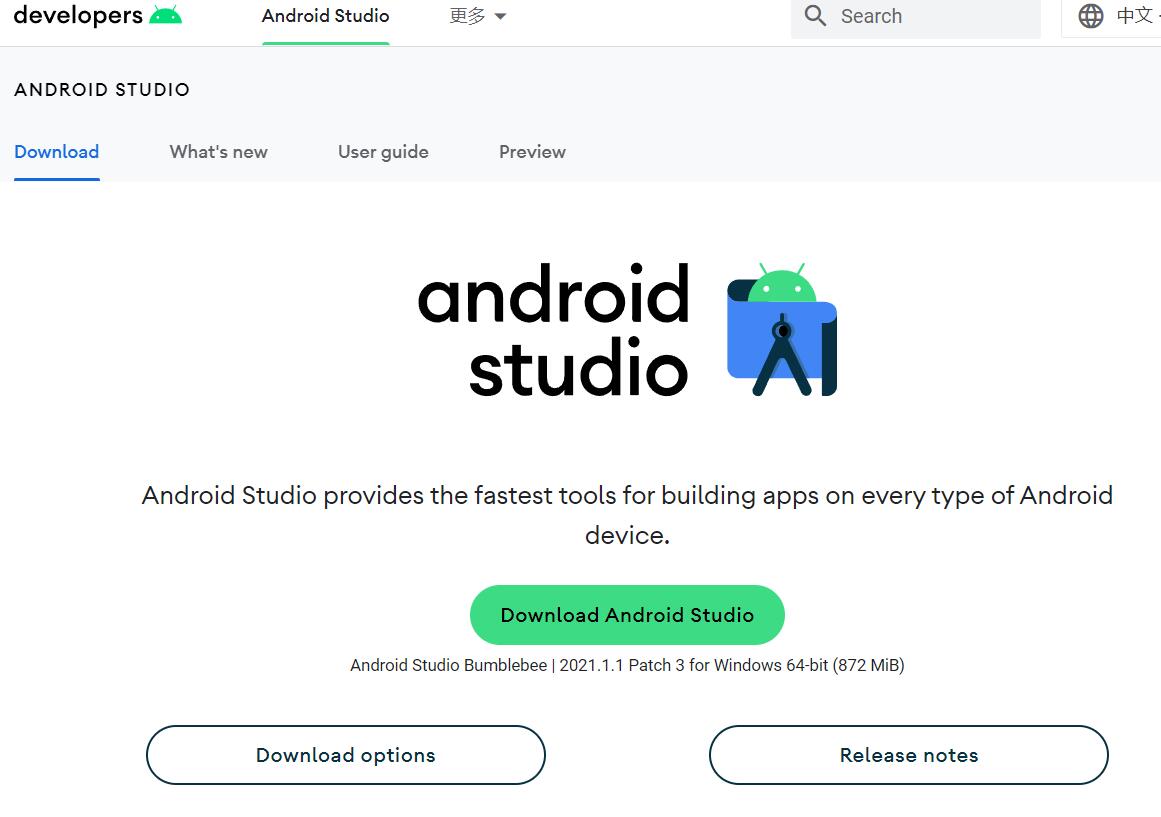 developers Android Studio 更多 Search 中文
ANDROID STUDIO
Download What's new User guide Preview
android
studio
Android Studio provides the fastest tools for building apps on every type of Android
device.
Download Android Studio
Android Studio Bumblebee | 2021.1.1 Patch 3 for Windows 64-bit (872 MiB)
Download options Release notes